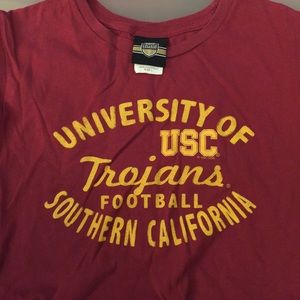 UNIVERSITY OF
USC
Trojans
FOOTBALL
SOUTHERN CALIFORNIA